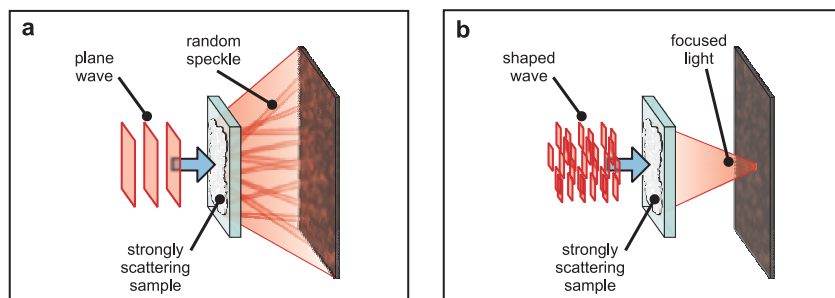 a
plane
wave
random
speckle
strongly
scattering
sample
b
shaped
wave
focused
light
strongly
scattering
sample